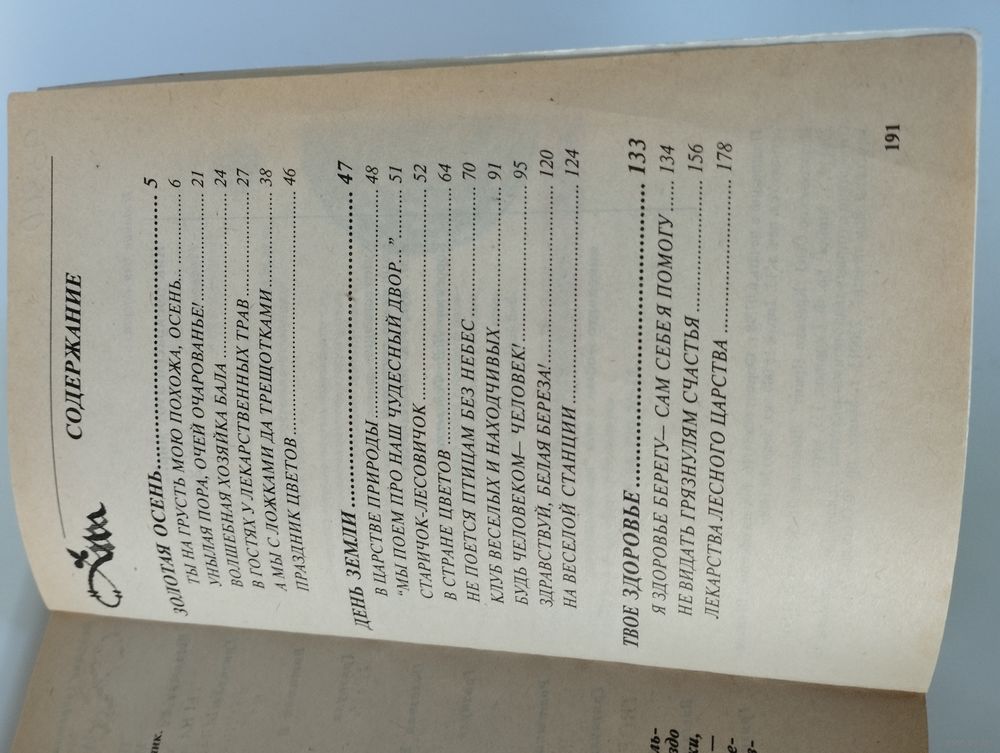 СОДЕРЖАНИЕ
ЗОЛОТАЯ ОСЕНЬ 5
ТЫ НА ГРУСТЬ МОЮ ПОХОЖА, ОСЕНЬ 6
УНЫЛАЯ ПОРА, ОЧЕЙ ОЧАРОВАНЬЕ! 21
ВОЛШЕБНАЯ ХОЗЯЙКА БАЛА 24
В ГОСТЯХ У ЛЕКАРСТВЕННЫХ ТРАВ 27
А МЫ С ЛОЖКАМИ ДА ТРЕЩОТКАМИ 38
ПРАЗДНИК ЦВЕТОВ 46
ДЕНЬ ЗЕМЛИ 47
В ЦАРСТВЕ ПРИРОДЫ 48
“МЫ ПОЕМ ПРО НАШ ЧУДЕСНЫЙ ДВОР...” 51
СТАРИЧОК-ЛЕСОВИЧОК 52
В СТРАНЕ ЦВЕТОВ 64
НЕ ПОЕТСЯ ПТИЦАМ БЕЗ НЕБЕС 70
КЛУБ ВЕСЕЛЫХ И НАХОДЧИВЫХ 91
БУДЬ ЧЕЛОВЕКОМ— ЧЕЛОВЕК! 95
ЗДРАВСТВУЙ, БЕЛАЯ БЕРЕЗА! 120
НА ВЕСЕЛОЙ СТАНЦИИ 124
ТВОЕ ЗДОРОВЬЕ 133
Я ЗДОРОВЬЕ БЕРЕГУ— САМ СЕБЕ Я ПОМОГУ 134
НЕ ВИДАТЬ ГРЯЗНУЛЯМ СЧАСТЬЯ 156
ЛЕКАРСТВА ЛЕСНОГО ЦАРСТВА 178
191